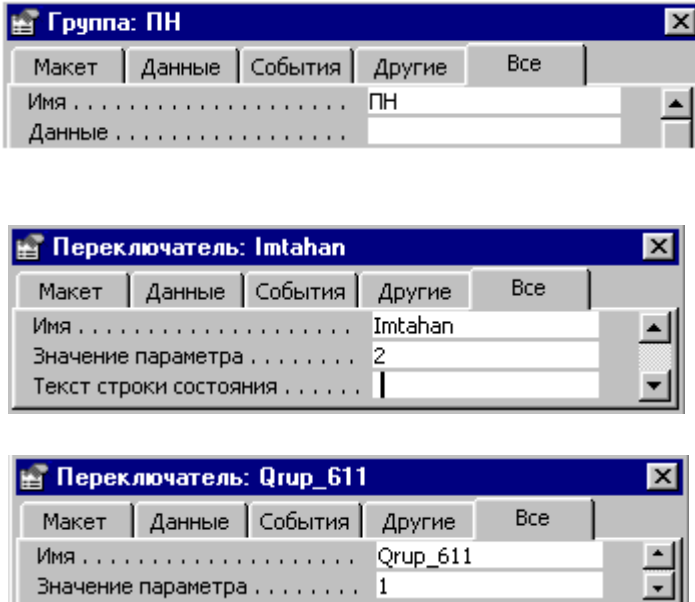 Группа: ПН
Макет Данные События Другие Все
Имя . . . . . . . . . . . . . . . . . . . . . ПН
Данные . . . . . . . . . . . . . . . . . .
Переключатель: Imtahan
Макет Данные События Другие Все
Имя . . . . . . . . . . . . . . . . . . . . . Imtahan
Значение параметра . . . . . . . . 2
Текст строки состояния . . . . . .
Переключатель: Qrup_611
Макет Данные События Другие Все
Имя . . . . . . . . . . . . . . . . . . . . . Qrup_611
Значение параметра . . . . . . . . 1